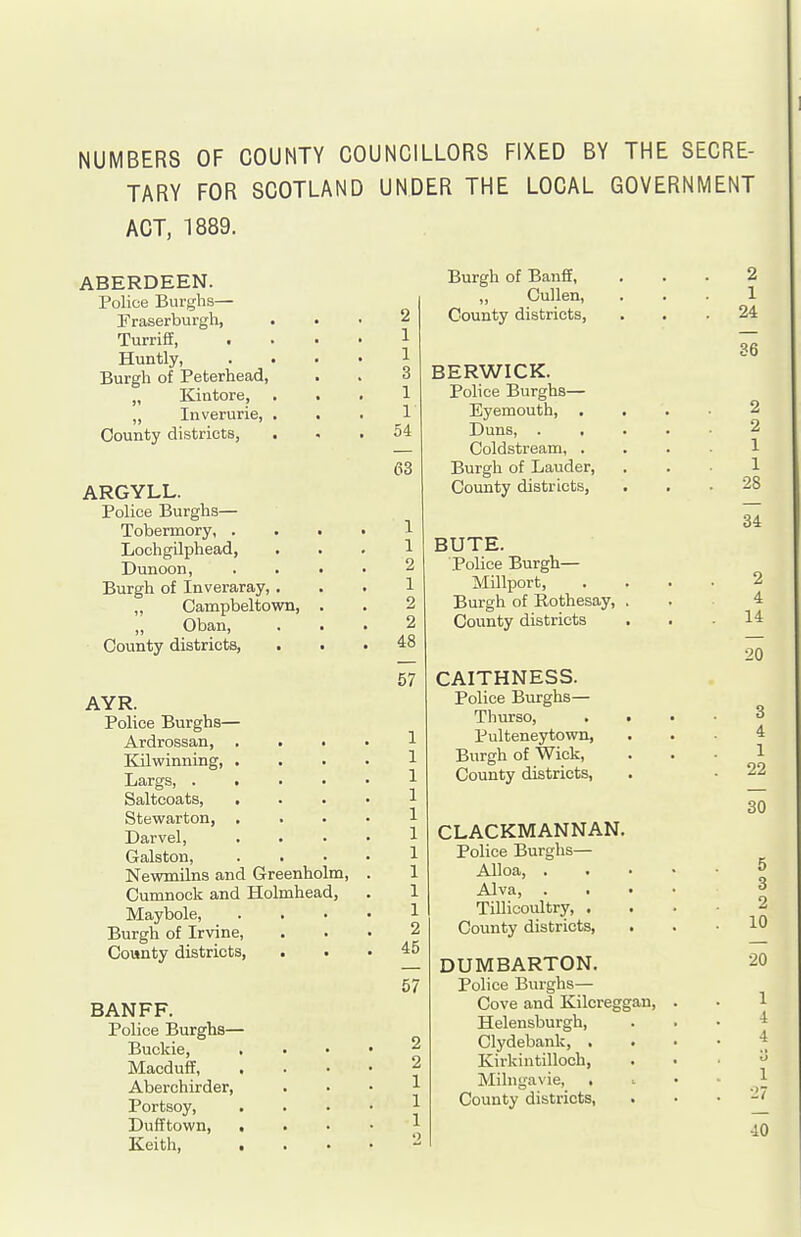 NUMBERS OF COUNTY COUNCILLORS FIXED BY THE SECRE-
TARY FOR SCOTLAND UNDER THE LOCAL GOVERNMENT
ACT, 1889.
ABERDEEN.
Police Burghs—
Fraserburgh, . . . 2
Turriff, . . . . 1
Huntly, . . . . 1
Burgh of Peterhead, . . 3
„ Kintore, . . . 1
„ Inverurie, . . . 1
County districts, . . . 54
63
ARGYLL.
Police Burghs—
Tobermory, . . . . 1
Lochgilphead, . . . 1
Dunoon, . . . . 2
Burgh of Inveraray, . . . 1
„ Campbeltown, . . 2
„ Oban, . . . 2
County districts, . . . 48
57
AYR.
Police Burghs—
Ardrossan, . . . . 1
Kilwinning, . . . . 1
Largs, . . . . . 1
Saltcoats, . . . . 1
Stewarton, . . . . 1
Darvel, . . . . 1
Galston, . . . . 1
Newmilns and Greenholm, . 1
Cumnock and Holmhead, . 1
Maybole, . . . . 1
Burgh of Irvine, . . . 2
County districts, . . . 45
57
BANFF.
Police Burghs—
Buckie, . . . . 2
Macduff, . . . . 2
Aberchirder, . . . 1
Portsoy, . . . . 1
Dufftown, . . . . 1
Keith, . . . . 2
Burgh of Banff, . . . 2
„ Cullen, . . . 1
County districts, . . . 24
36
BERWICK.
Police Burghs—
Eyemouth, . . . . 2
Duns, . . . . . 2
Coldstream, . . . . 1
Burgh of Lauder, . . . 1
County districts, . . . 28
34
BUTE.
Police Burgh—
Millport, . . . . 2
Burgh of Rothesay, . . . 4
County districts . . . 14
20
CAITHNESS.
Police Burghs—
Thurso, . . . . 3
Pulteneytown, . . . 4
Burgh of Wick, . . . 1
County districts, . . 22
30
CLACKMANNAN.
Police Burghs—
Alloa, . . . . . 5
Alva, . . . . 3
Tillicoultry, . . . . 2
County districts, . . . 10
20
DUMBARTON.
Police Burghs—
Cove and Kilcreggan, . . 1
Helensburgh, . . . 4
Clydebank, . . . . 4
Kirkintilloch, . . . 3
Milngavie, . . . . 1
County districts, . . . 27
40